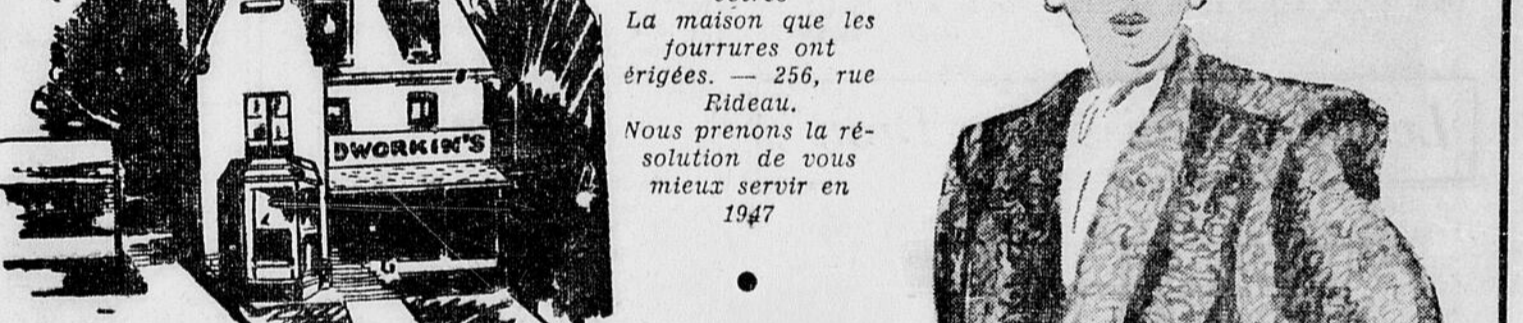 DWORKIN'S
La maison que les
fourrures ont
érigées. — 256, rue
Rideau.
Nous prenons la ré-
solution de vous
mieux servir en
1947